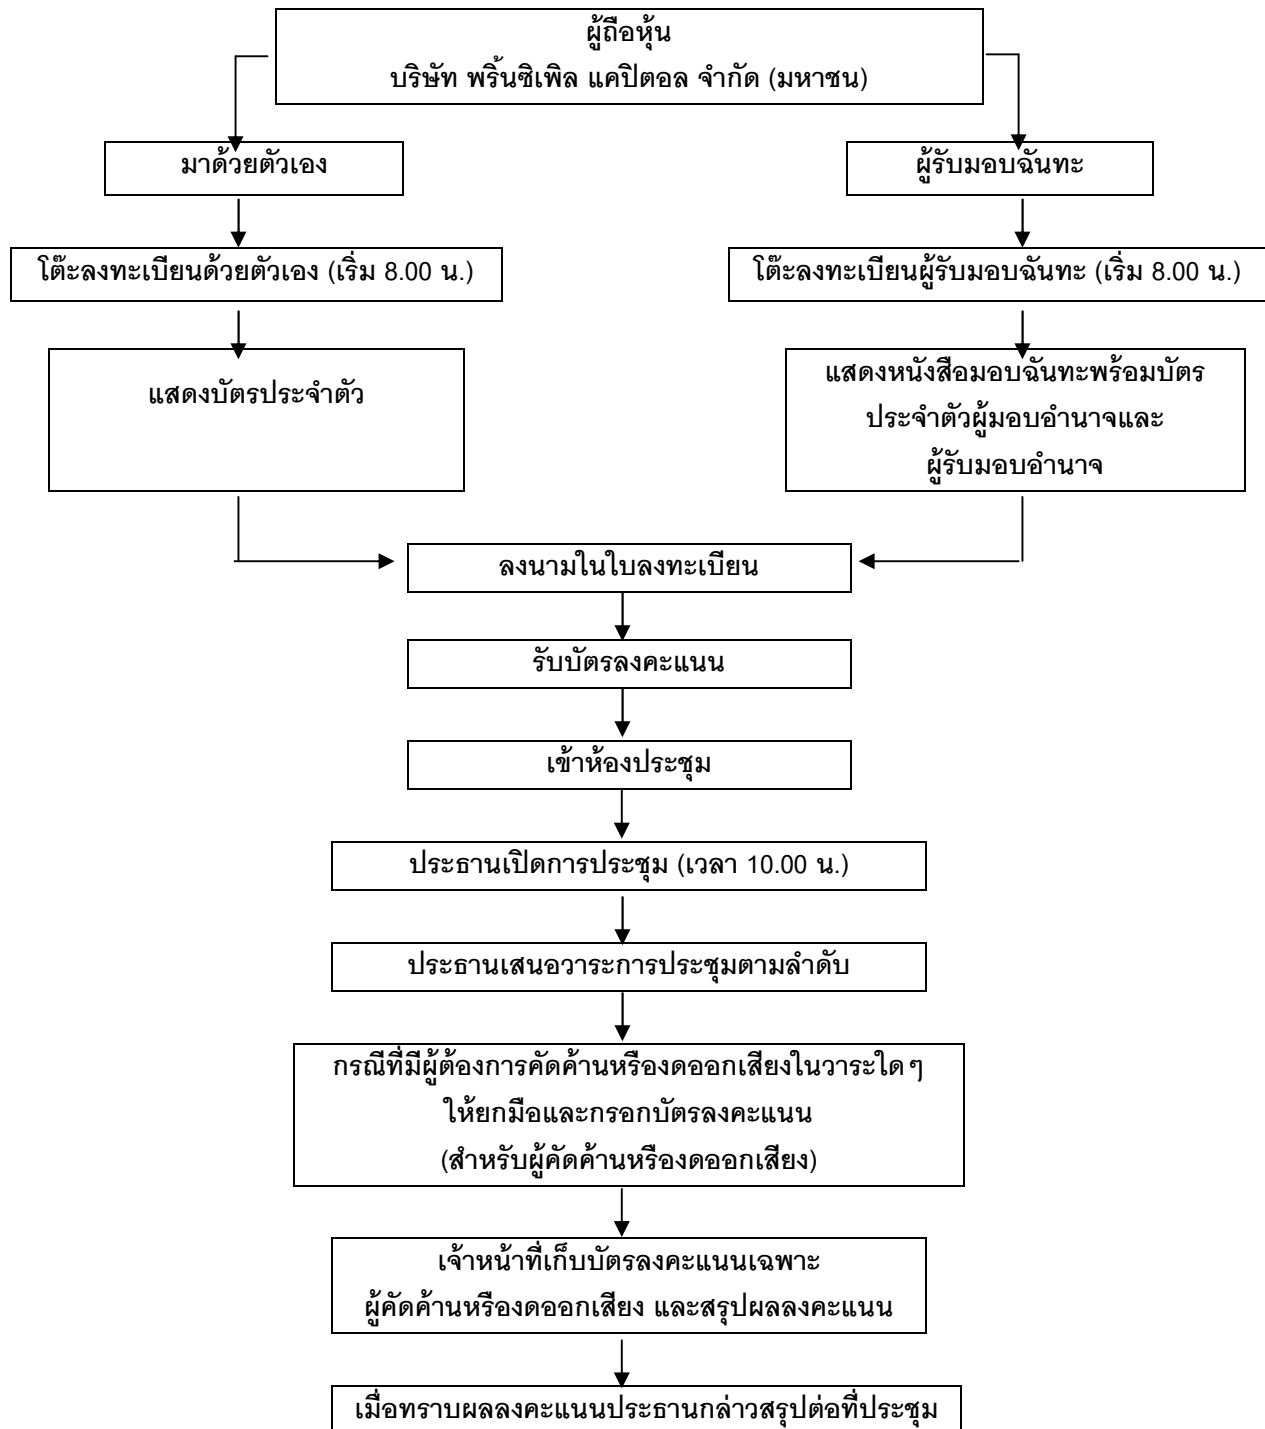 ผู้ถือหุ้น
บริษัท พริ้นซิเพิล แคปิตอล จำกัด (มหาชน)
มาด้วยตัวเอง
ผู้รับมอบฉันทะ
โต๊ะลงทะเบียนด้วยตัวเอง (เริ่ม 8.00 น.)
โต๊ะลงทะเบียนผู้รับมอบฉันทะ (เริ่ม 8.00 น.)
แสดงบัตรประจำตัว
แสดงหนังสือมอบฉันทะพร้อมบัตร
ประจำตัวผู้มอบอำนาจและ
ผู้รับมอบอำนาจ
ลงนามในใบลงทะเบียน
รับบัตรลงคะแนน
เข้าห้องประชุม
ประธานเปิดการประชุม (เวลา 10.00 น.)
ประธานเสนอวาระการประชุมตามลำดับ
กรณีที่มีผู้ต้องการคัดค้านหรืองดออกเสียงในวาระใด ๆ
ให้ยกมือและกรอกบัตรลงคะแนน
(สำหรับผู้คัดค้านหรืองดออกเสียง)
เจ้าหน้าที่เก็บบัตรลงคะแนนเฉพาะ
ผู้คัดค้านหรืองดออกเสียง และสรุปผลลงคะแนน
เมื่อทราบผลลงคะแนนประธานกล่าวสรุปต่อที่ประชุม